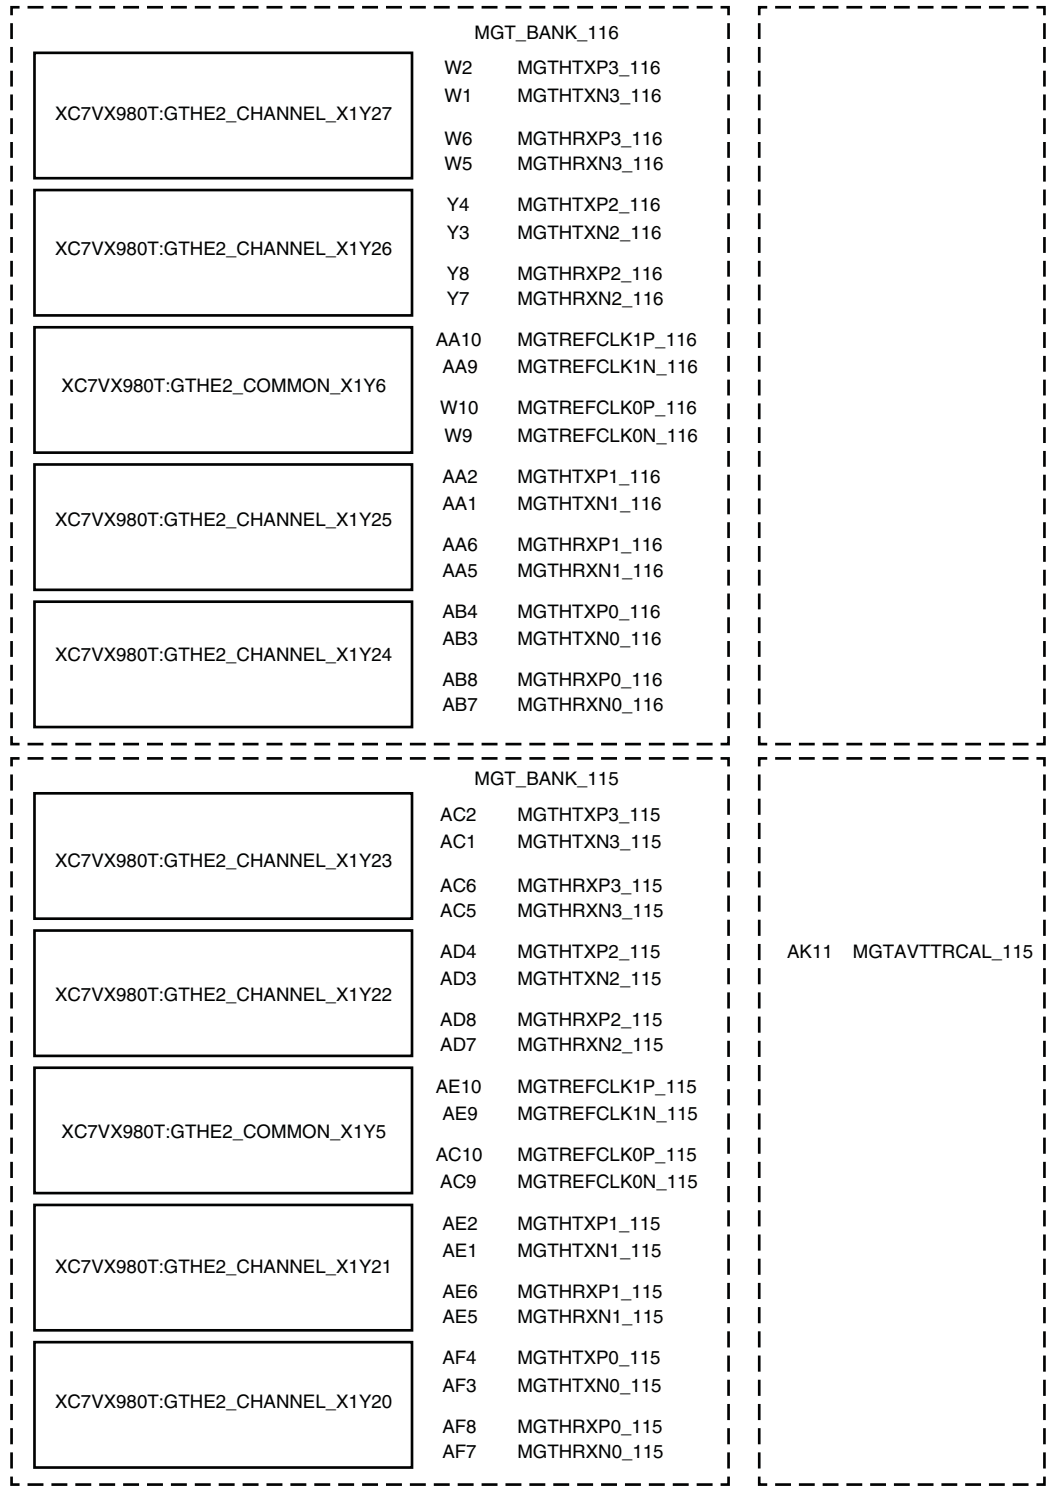 MGT_BANK_116
W2 MGTHTXP3_116
W1 MGTHTXN3_116
XC7VX980T:GTHE2_CHANNEL_X1Y27
W6 MGTHRXP3_116
W5 MGTHRXN3_116
Y4 MGTHTXP2_116
Y3 MGTHTXN2_116
XC7VX980T:GTHE2_CHANNEL_X1Y26
Y8 MGTHRXP2_116
Y7 MGTHRXN2_116
AA10 MGTREFCLK1P_116
AA9 MGTREFCLK1N_116
XC7VX980T:GTHE2_COMMON_X1Y6
W10 MGTREFCLK0P_116
W9 MGTREFCLK0N_116
AA2 MGTHTXP1_116
AA1 MGTHTXN1_116
XC7VX980T:GTHE2_CHANNEL_X1Y25
AA6 MGTHRXP1_116
AA5 MGTHRXN1_116
AB4 MGTHTXP0_116
AB3 MGTHTXN0_116
XC7VX980T:GTHE2_CHANNEL_X1Y24
AB8 MGTHRXP0_116
AB7 MGTHRXN0_116
MGT_BANK_115
AC2 MGTHTXP3_115
AC1 MGTHTXN3_115
XC7VX980T:GTHE2_CHANNEL_X1Y23
AC6 MGTHRXP3_115
AC5 MGTHRXN3_115
AD4 MGTHTXP2_115
AK11 MGTAVTTRCAL_115
AD3 MGTHTXN2_115
XC7VX980T:GTHE2_CHANNEL_X1Y22
AD8 MGTHRXP2_115
AD7 MGTHRXN2_115
AE10 MGTREFCLK1P_115
AE9 MGTREFCLK1N_115
XC7VX980T:GTHE2_COMMON_X1Y5
AC10 MGTREFCLK0P_115
AC9 MGTREFCLK0N_115
AE2 MGTHTXP1_115
AE1 MGTHTXN1_115
XC7VX980T:GTHE2_CHANNEL_X1Y21
AE6 MGTHRXP1_115
AE5 MGTHRXN1_115
AF4 MGTHTXP0_115
AF3 MGTHTXN0_115
XC7VX980T:GTHE2_CHANNEL_X1Y20
AF8 MGTHRXP0_115
AF7 MGTHRXN0_115